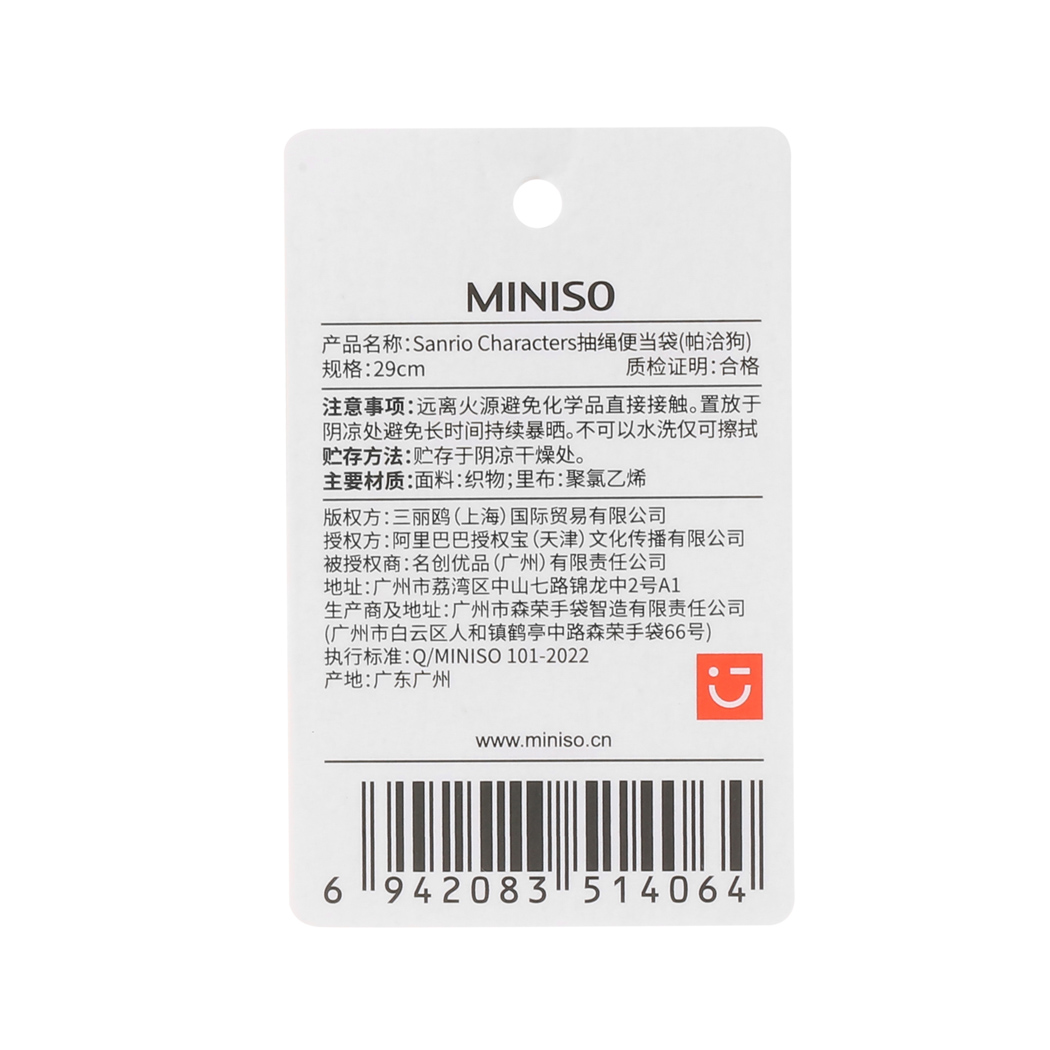 MINISO
产品名称:Sanrio Characters抽绳便当袋(帕洽狗)
规格:29cm 质检证明:合格
注意事项:远离火源避免化学品直接接触。置放于
阴凉处避免长时间持续暴晒。不可以水洗仅可擦拭
贮存方法:贮存于阴凉干燥处。
主要材质:面料:织物;里布:聚氯乙烯
版权方:三丽鸥(上海)国际贸易有限公司
授权方:阿里巴巴授权宝(天津)文化传播有限公司
被授权商:名创优品(广州)有限责任公司
地址:广州市荔湾区中山七路锦龙中2号A1
生产商及地址:广州市森荣手袋智造有限责任公司
(广州市白云区人和镇鹤亭中路森荣手袋66号)
执行标准:Q/MINISO 101-2022
产地:广东广州
www.miniso.cn
6 942083 514064